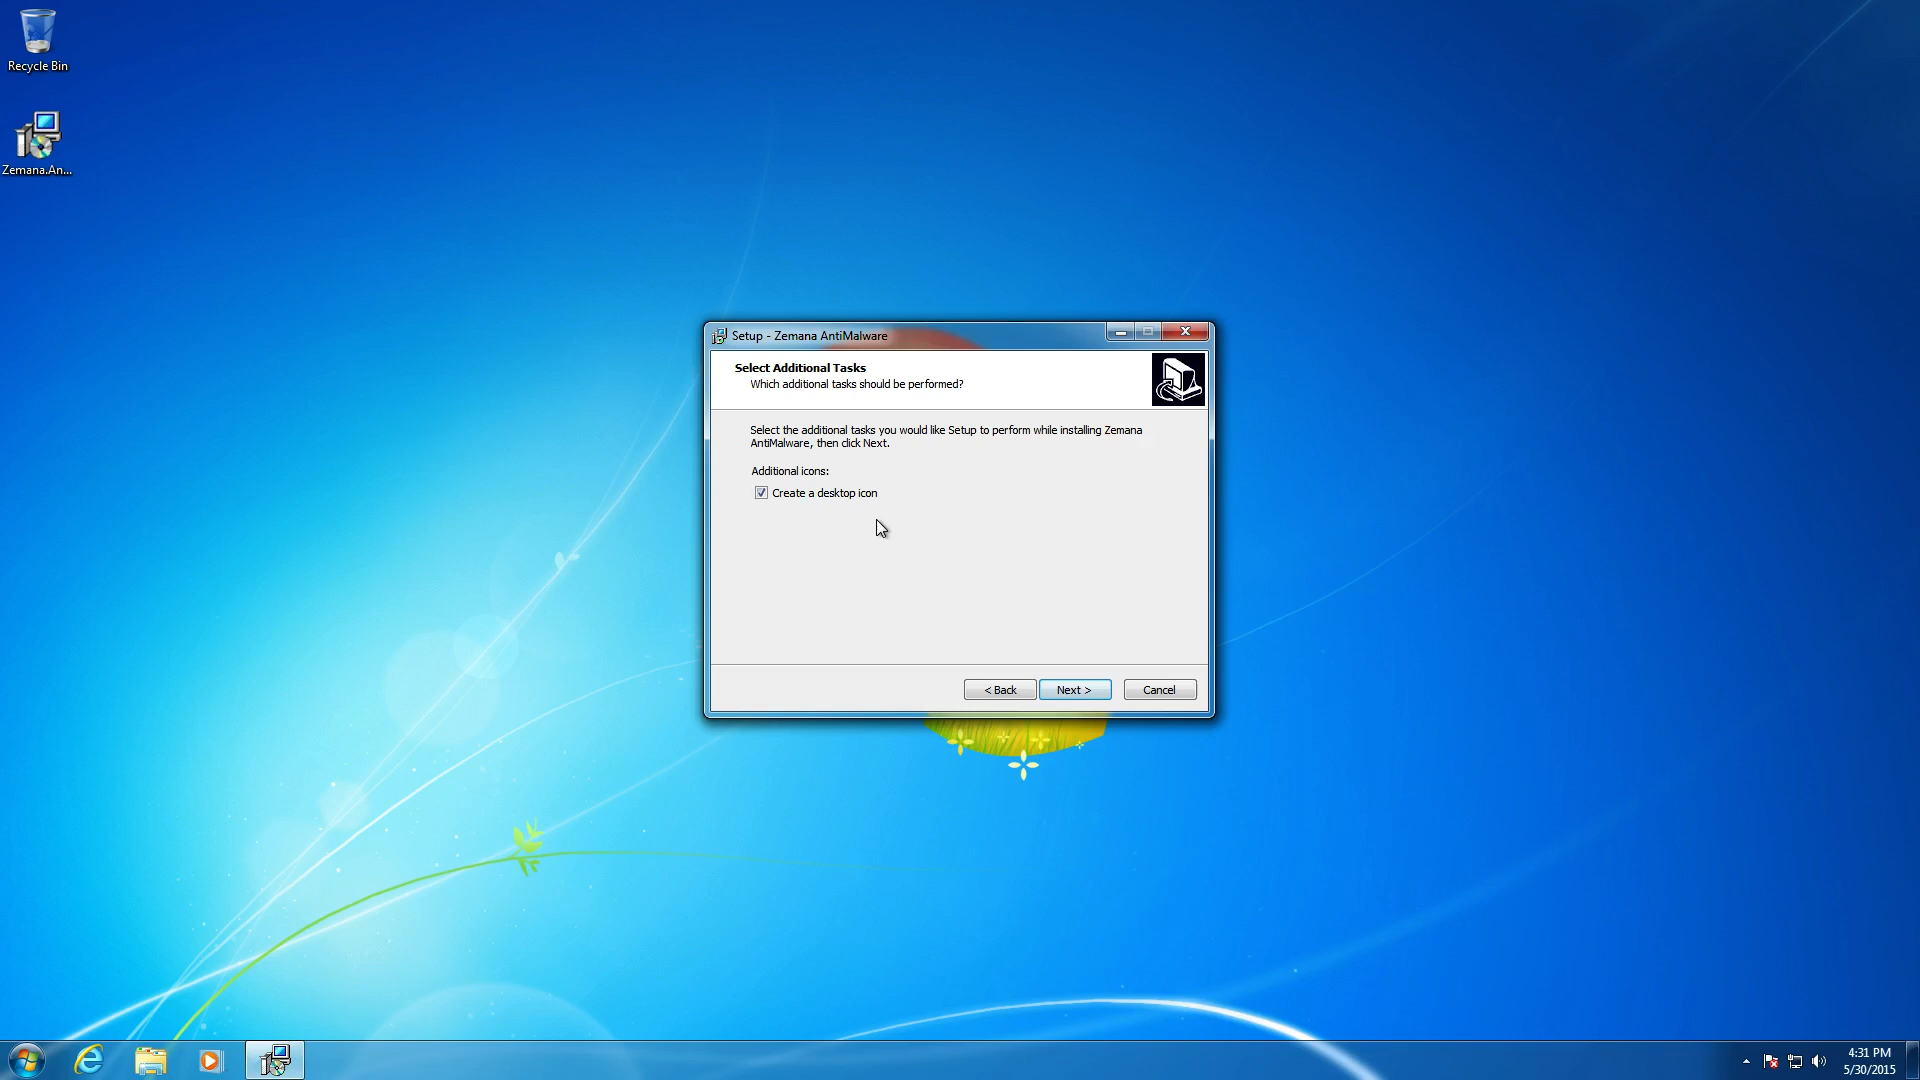 Recycle Bin
Zemana.An...
Setup - Zemana AntiMalware
Select Additional Tasks
Which additional tasks should be performed?
Select the additional tasks you would like Setup to perform while installing Zemana
AntiMalware, then click Next.
Additional icons:
Create a desktop icon
< Back
Next >
Cancel
4:31 PM
5/30/2015